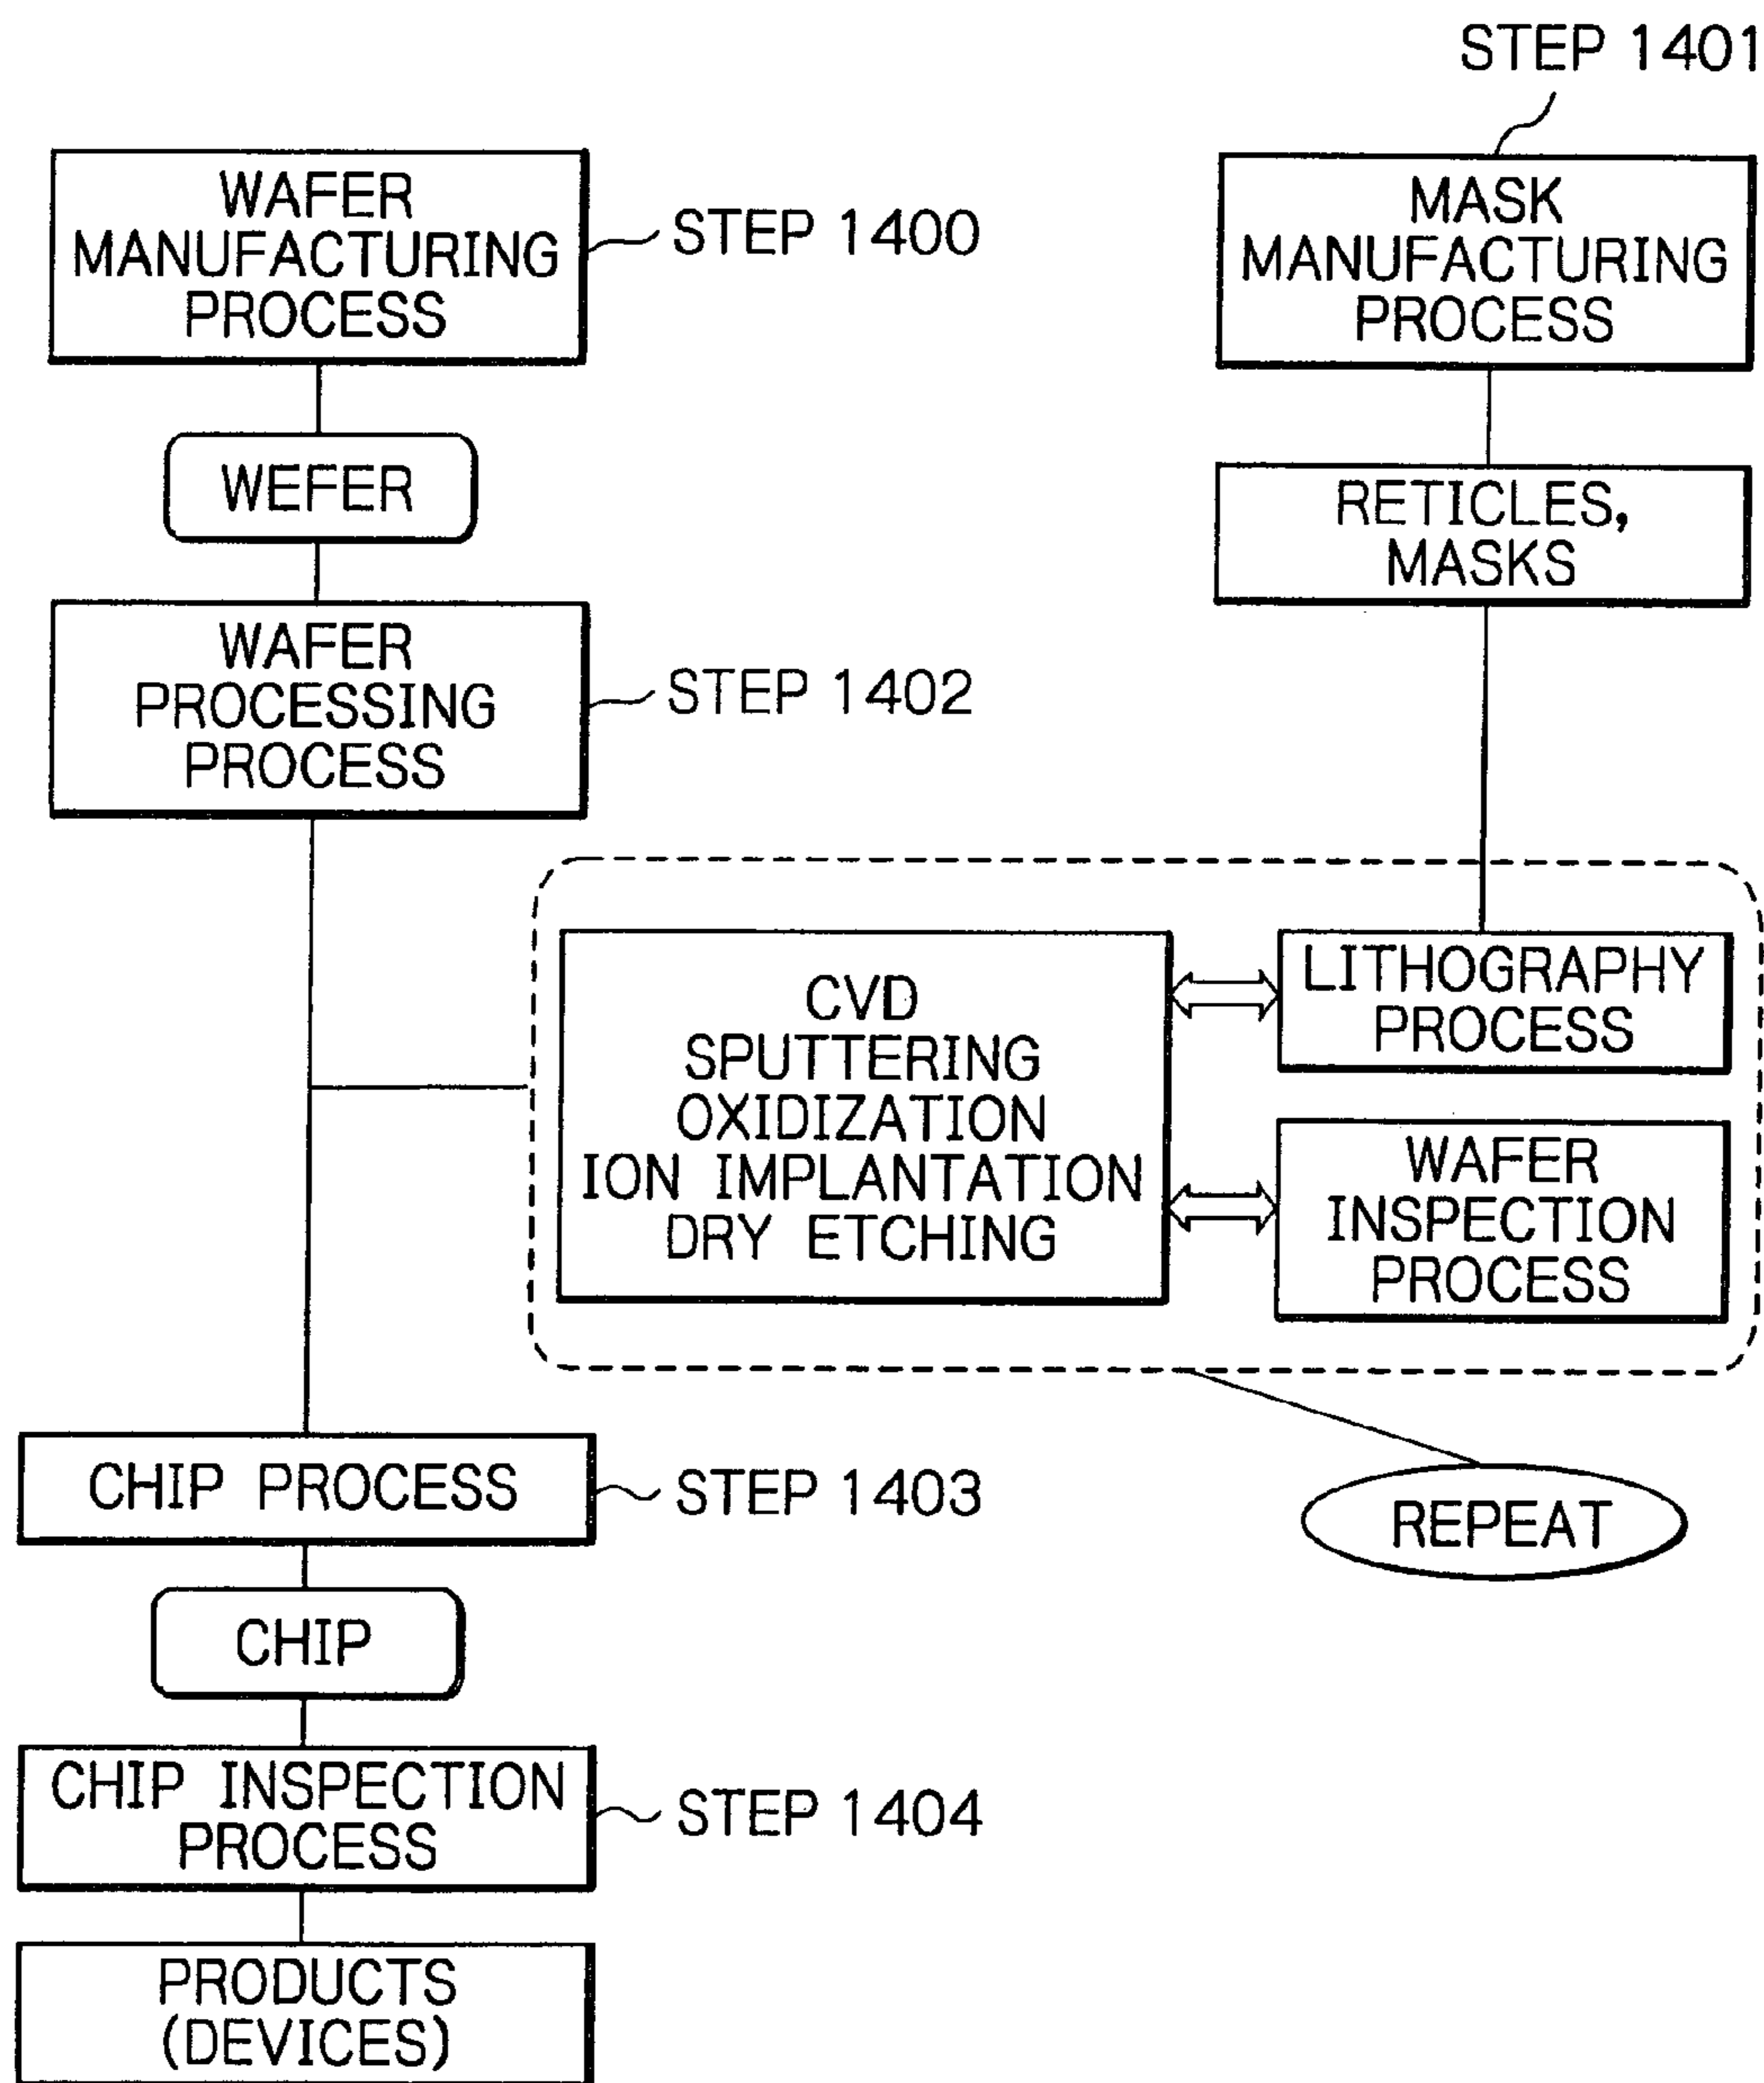 STEP 1401
WAFER
MANUFACTURING
PROCESS
STEP 1400
MASK
MANUFACTURING
PROCESS
WEFER
RETICLES,
MASKS
WAFER
PROCESSING
PROCESS
STEP 1402
CVD
SPUTTERING
OXIDIZATION
ION IMPLANTATION
DRY ETCHING
LITHOGRAPHY
PROCESS
WAFER
INSPECTION
PROCESS
CHIP PROCESS
STEP 1403
REPEAT
CHIP
CHIP INSPECTION
PROCESS
STEP 1404
PRODUCTS
(DEVICES)